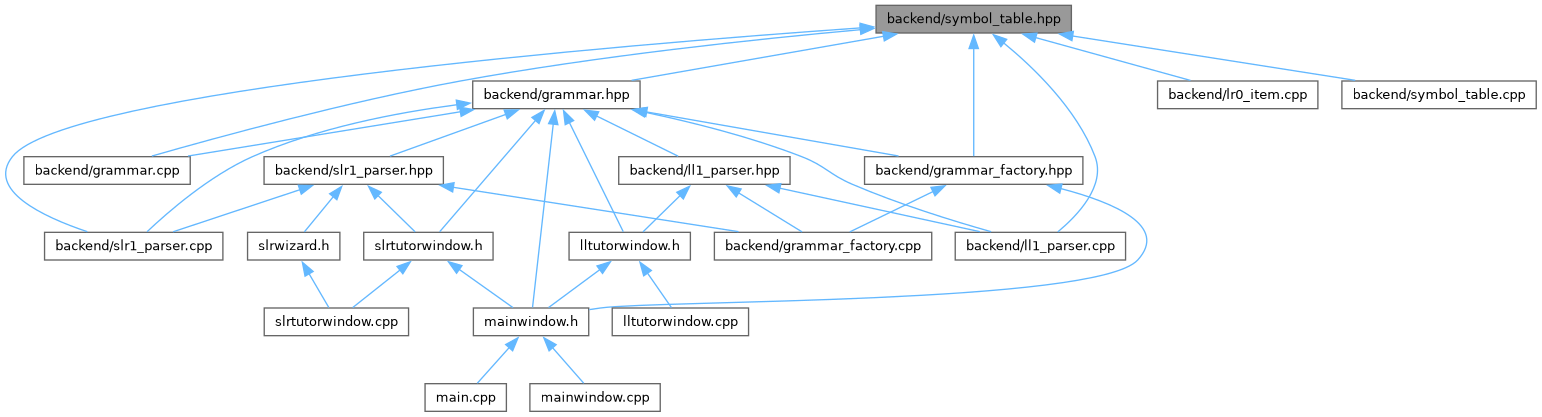 backend/symbol_table.hpp
backend/grammar.hpp
backend/lr0_item.cpp
backend/symbol_table.cpp
backend/grammar.cpp
backend/slr1_parser.hpp
backend/ll1_parser.hpp
backend/grammar_factory.hpp
backend/slr1_parser.cpp
slrwizard.h
slrtutorwindow.h
lltutorwindow.h
backend/grammar_factory.cpp
backend/ll1_parser.cpp
slrtutorwindow.cpp
mainwindow.h
lltutorwindow.cpp
main.cpp
mainwindow.cpp